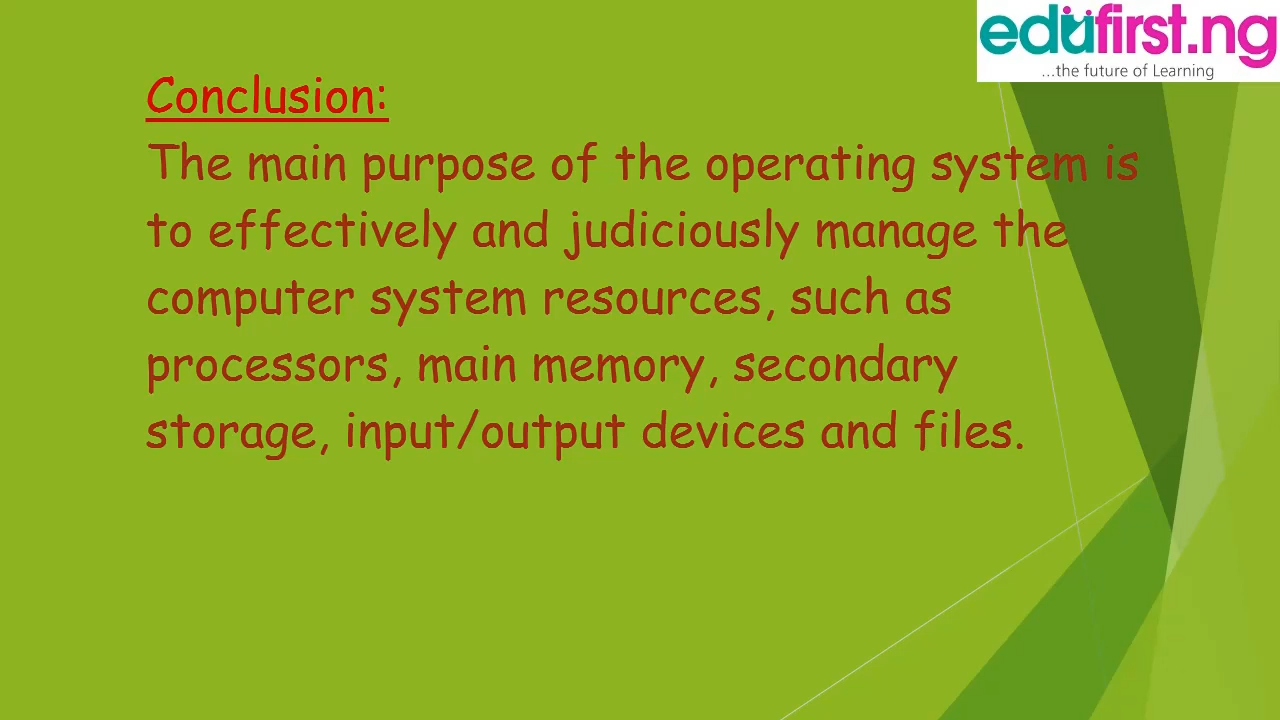 edufirst.ng
...the future of Learning
Conclusion:
The main purpose of the operating system is
to effectively and judiciously manage the
computer system resources, such as
processors, main memory, secondary
storage, input/output devices and files.